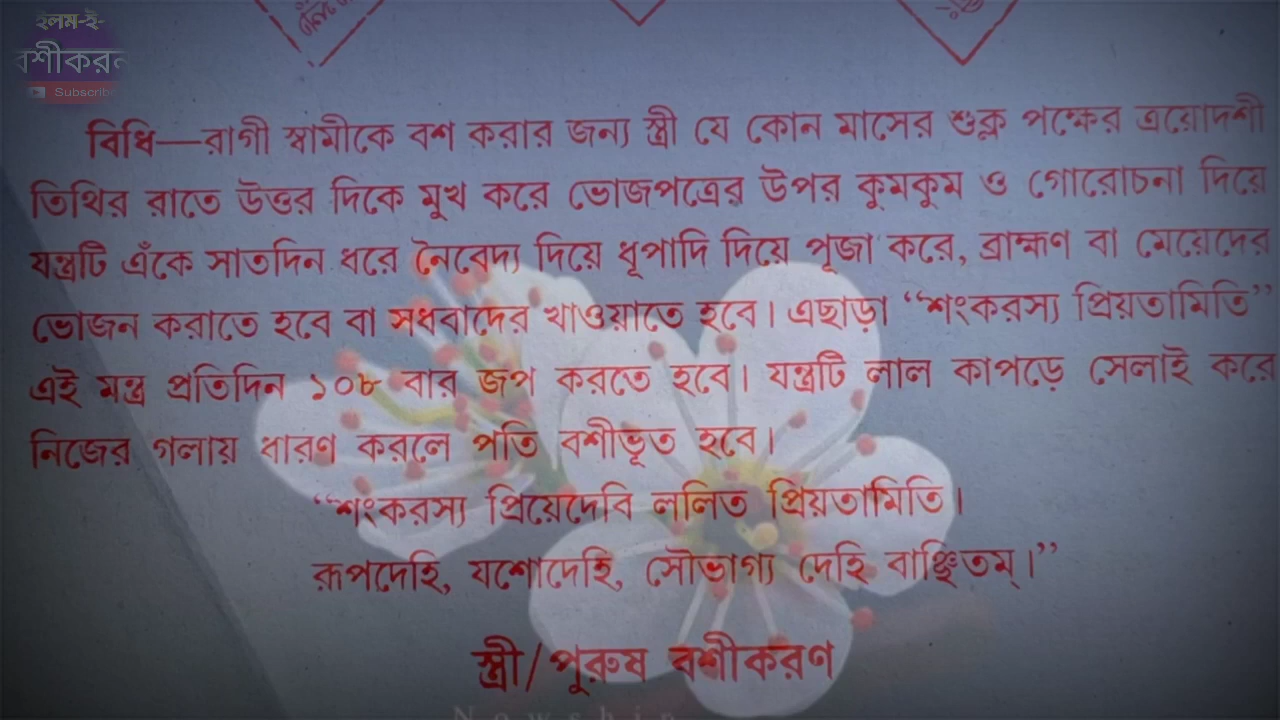 ইলম-ই-
বশীকরন
Subscribe
বিধি—রাগী স্বামীকে বশ করার জন্য স্ত্রী যে কোন মাসের শুক্ল পক্ষের ত্রয়োদশী
তিথির রাতে উত্তর দিকে মুখ করে ভোজপত্রের উপর কুমকুম ও গোরোচনা দিয়ে
যন্ত্রটি এঁকে সাতদিন ধরে নৈবেদ্য দিয়ে ধূপাদি দিয়ে পূজা করে, ব্রাহ্মণ বা মেয়েদের
ভোজন করাতে হবে বা সধবাদের খাওয়াতে হবে। এছাড়া “শংকরস্য প্রিয়তামিতি”
এই মন্ত্র প্রতিদিন ১০৮ বার জপ করতে হবে। যন্ত্রটি লাল কাপড়ে সেলাই করে
নিজের গলায় ধারণ করলে পতি বশীভূত হবে।
“শংকরস্য প্রিয়েদেবি ললিত প্রিয়তামিতি।
রূপদেহি, যশোদেহি, সৌভাগ্য দেহি বাঞ্ছিতম্।”
স্ত্রী/পুরুষ বশীকরণ
Nowshin